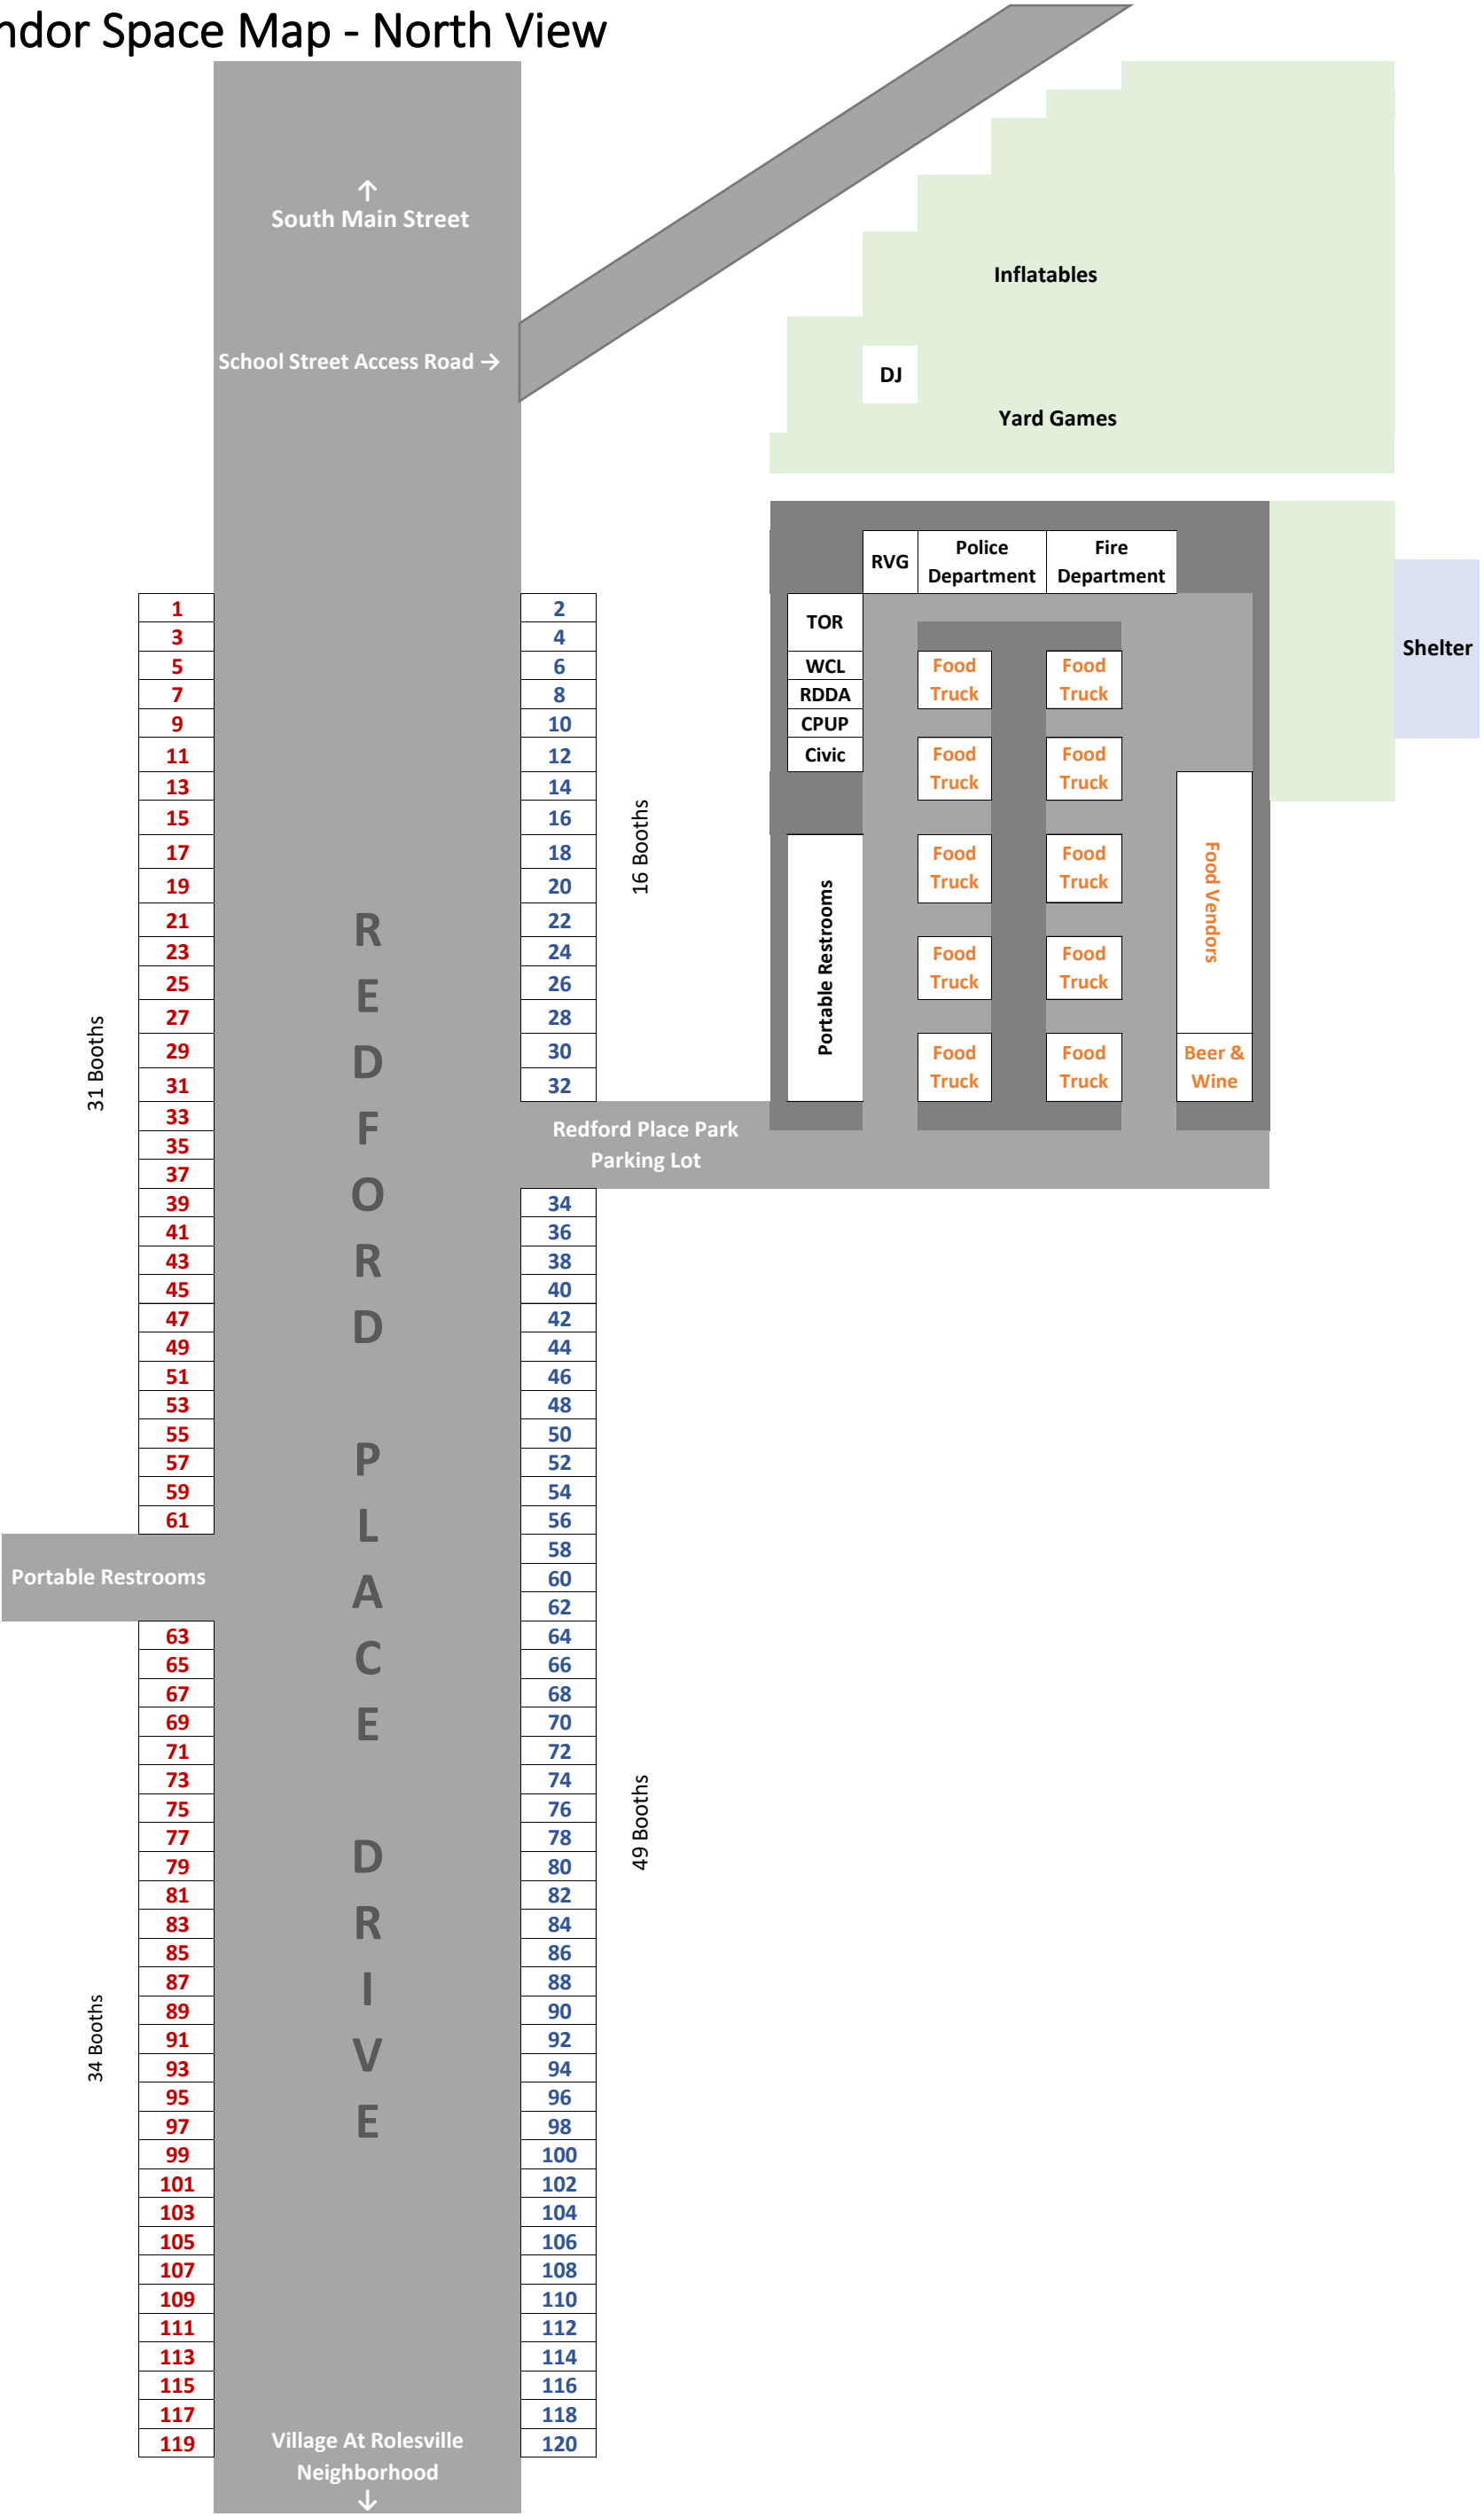 ndor Space Map - North View
↑
South Main Street
School Street Access Road →
Inflatables
DJ
Yard Games
RVG
Police
Department
Fire
Department
Shelter
TOR
WCL
RDDA
CPUP
Civic
Portable Restrooms
Food
Truck
Food
Truck
Food
Truck
Food
Truck
Food
Truck
Food
Truck
Food
Truck
Food
Truck
Food
Truck
Food
Truck
Food Vendors
Beer &
Wine
Redford Place Park
Parking Lot
REDFORD PLACE DRIVE
31 Booths
1
3
5
7
9
11
13
15
17
19
21
23
25
27
29
31
33
35
37
39
41
43
45
47
49
51
53
55
57
59
61
Portable Restrooms
34 Booths
63
65
67
69
71
73
75
77
79
81
83
85
87
89
91
93
95
97
99
101
103
105
107
109
111
113
115
117
119
16 Booths
2
4
6
8
10
12
14
16
18
20
22
24
26
28
30
32
49 Booths
34
36
38
40
42
44
46
48
50
52
54
56
58
60
62
64
66
68
70
72
74
76
78
80
82
84
86
88
90
92
94
96
98
100
102
104
106
108
110
112
114
116
118
120
Village At Rolesville
Neighborhood
↓